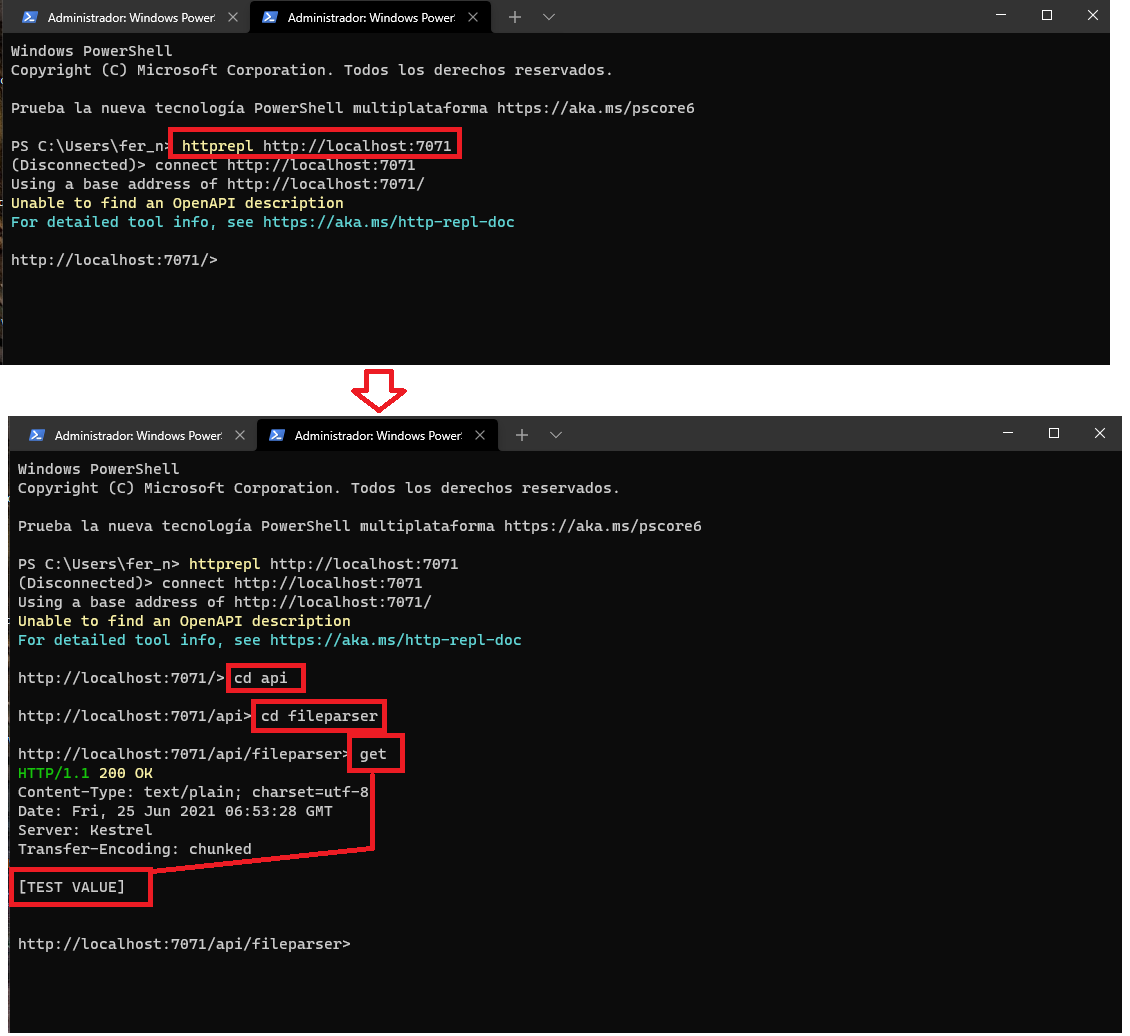 Administrador: Windows Power
Administrador: Windows Power
Windows PowerShell
Copyright (C) Microsoft Corporation. Todos los derechos reservados.
Prueba la nueva tecnología PowerShell multiplataforma https://aka.ms/pscore6
PS C:\Users\fer_n> httprepl http://localhost:7071
(Disconnected)> connect http://localhost:7071
Using a base address of http://localhost:7071/
Unable to find an OpenAPI description
For detailed tool info, see https://aka.ms/http-repl-doc
http://localhost:7071/>
Administrador: Windows Power
Administrador: Windows Power
Windows PowerShell
Copyright (C) Microsoft Corporation. Todos los derechos reservados.
Prueba la nueva tecnología PowerShell multiplataforma https://aka.ms/pscore6
PS C:\Users\fer_n> httprepl http://localhost:7071
(Disconnected)> connect http://localhost:7071
Using a base address of http://localhost:7071/
Unable to find an OpenAPI description
For detailed tool info, see https://aka.ms/http-repl-doc
http://localhost:7071/> cd api
http://localhost:7071/api> cd fileparser
http://localhost:7071/api/fileparser> get
HTTP/1.1 200 OK
Content-Type: text/plain; charset=utf-8
Date: Fri, 25 Jun 2021 06:53:28 GMT
Server: Kestrel
Transfer-Encoding: chunked
[TEST VALUE]
http://localhost:7071/api/fileparser>